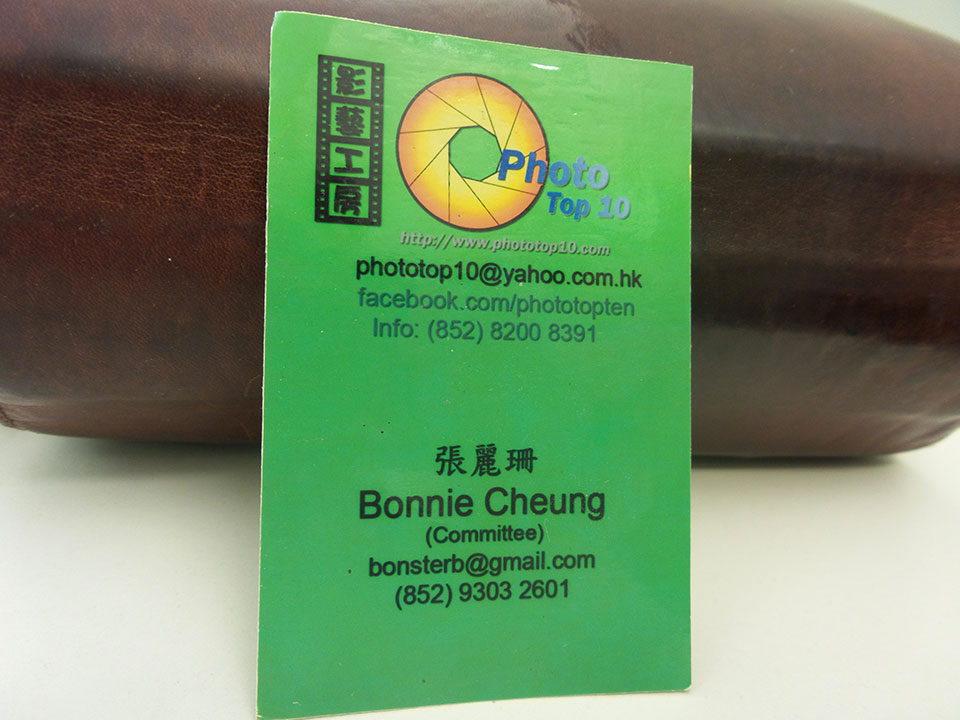 影藝工房
Photo
Top 10
http://www.phototop10.com
phototop10@yahoo.com.hk
facebook.com/phototopten
Info: (852) 8200 8391
張麗珊
Bonnie Cheung
(Committee)
bonsterb@gmail.com
(852) 9303 2601